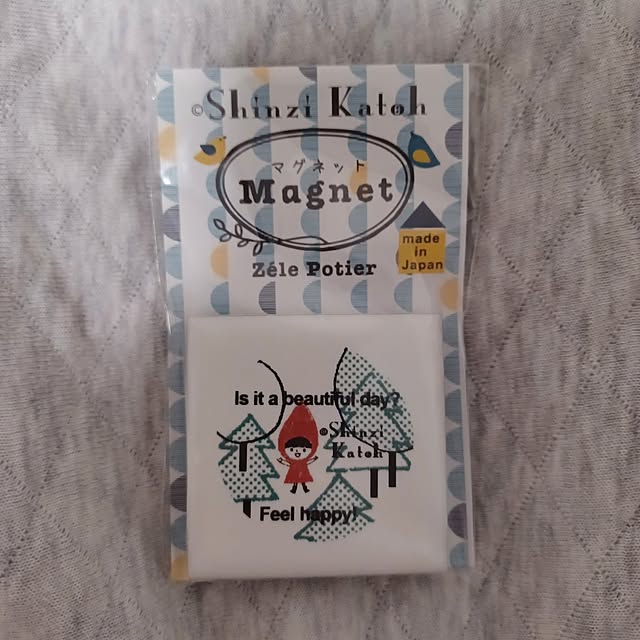 ©Shinzi Katoh
マグネット
Magnet
Zéle Potier
made
in
Japan
Is it a beautiful day?
©Shinzi
Katoh
Feel happy!